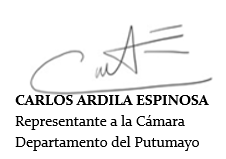 CARLOS ARDILA ESPINOSA
Representante a la Cámara
Departamento del Putumayo